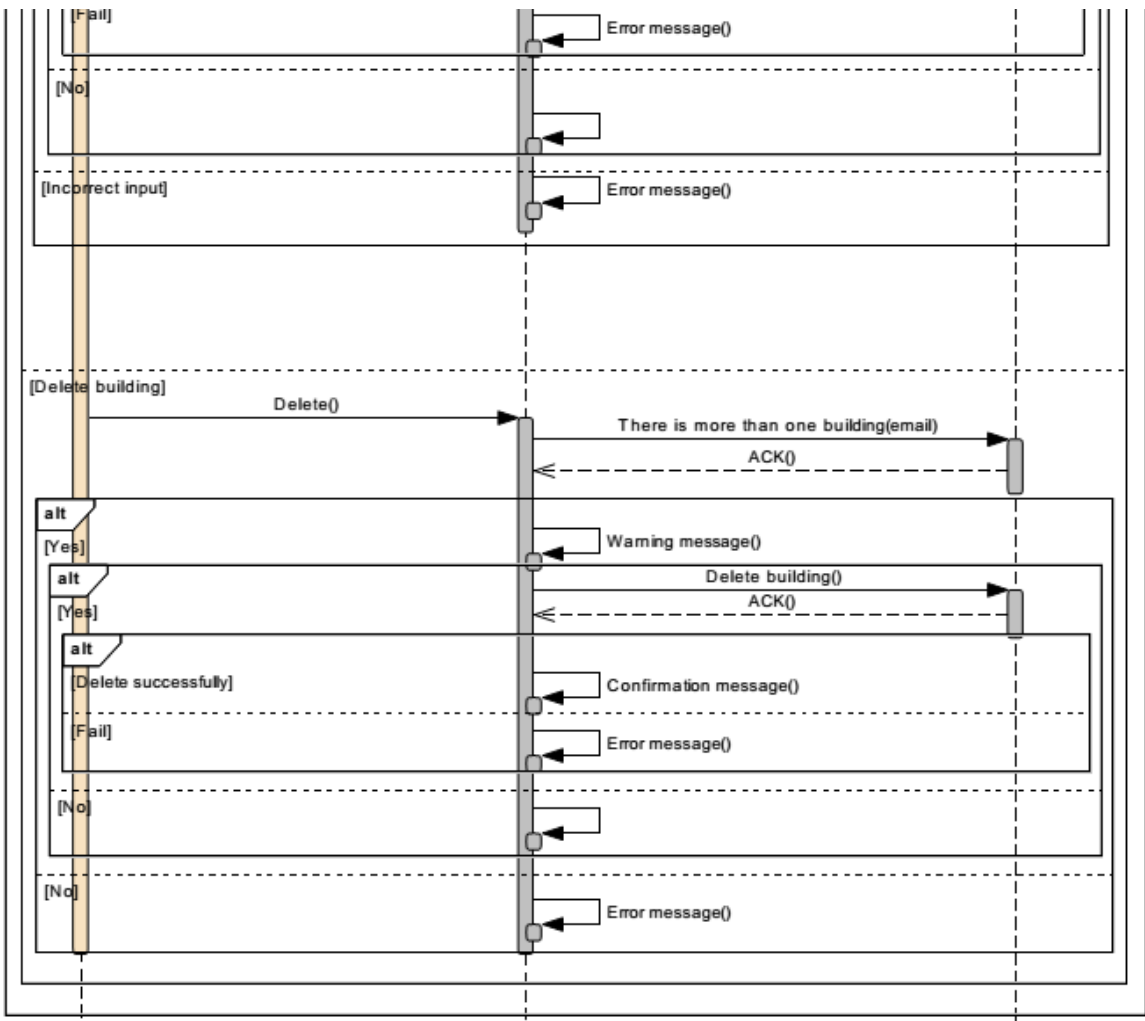 [Fail]
Error message()
[No]
[Incorrect input]
Error message()
[Delete building]
Delete()
There is more than one building(email)
ACK()
alt
[Yes]
Warning message()
alt
Delete building()
[Yes]
ACK()
alt
[Delete successfully]
Confirmation message()
[Fail]
Error message()
[No]
[No]
Error message()